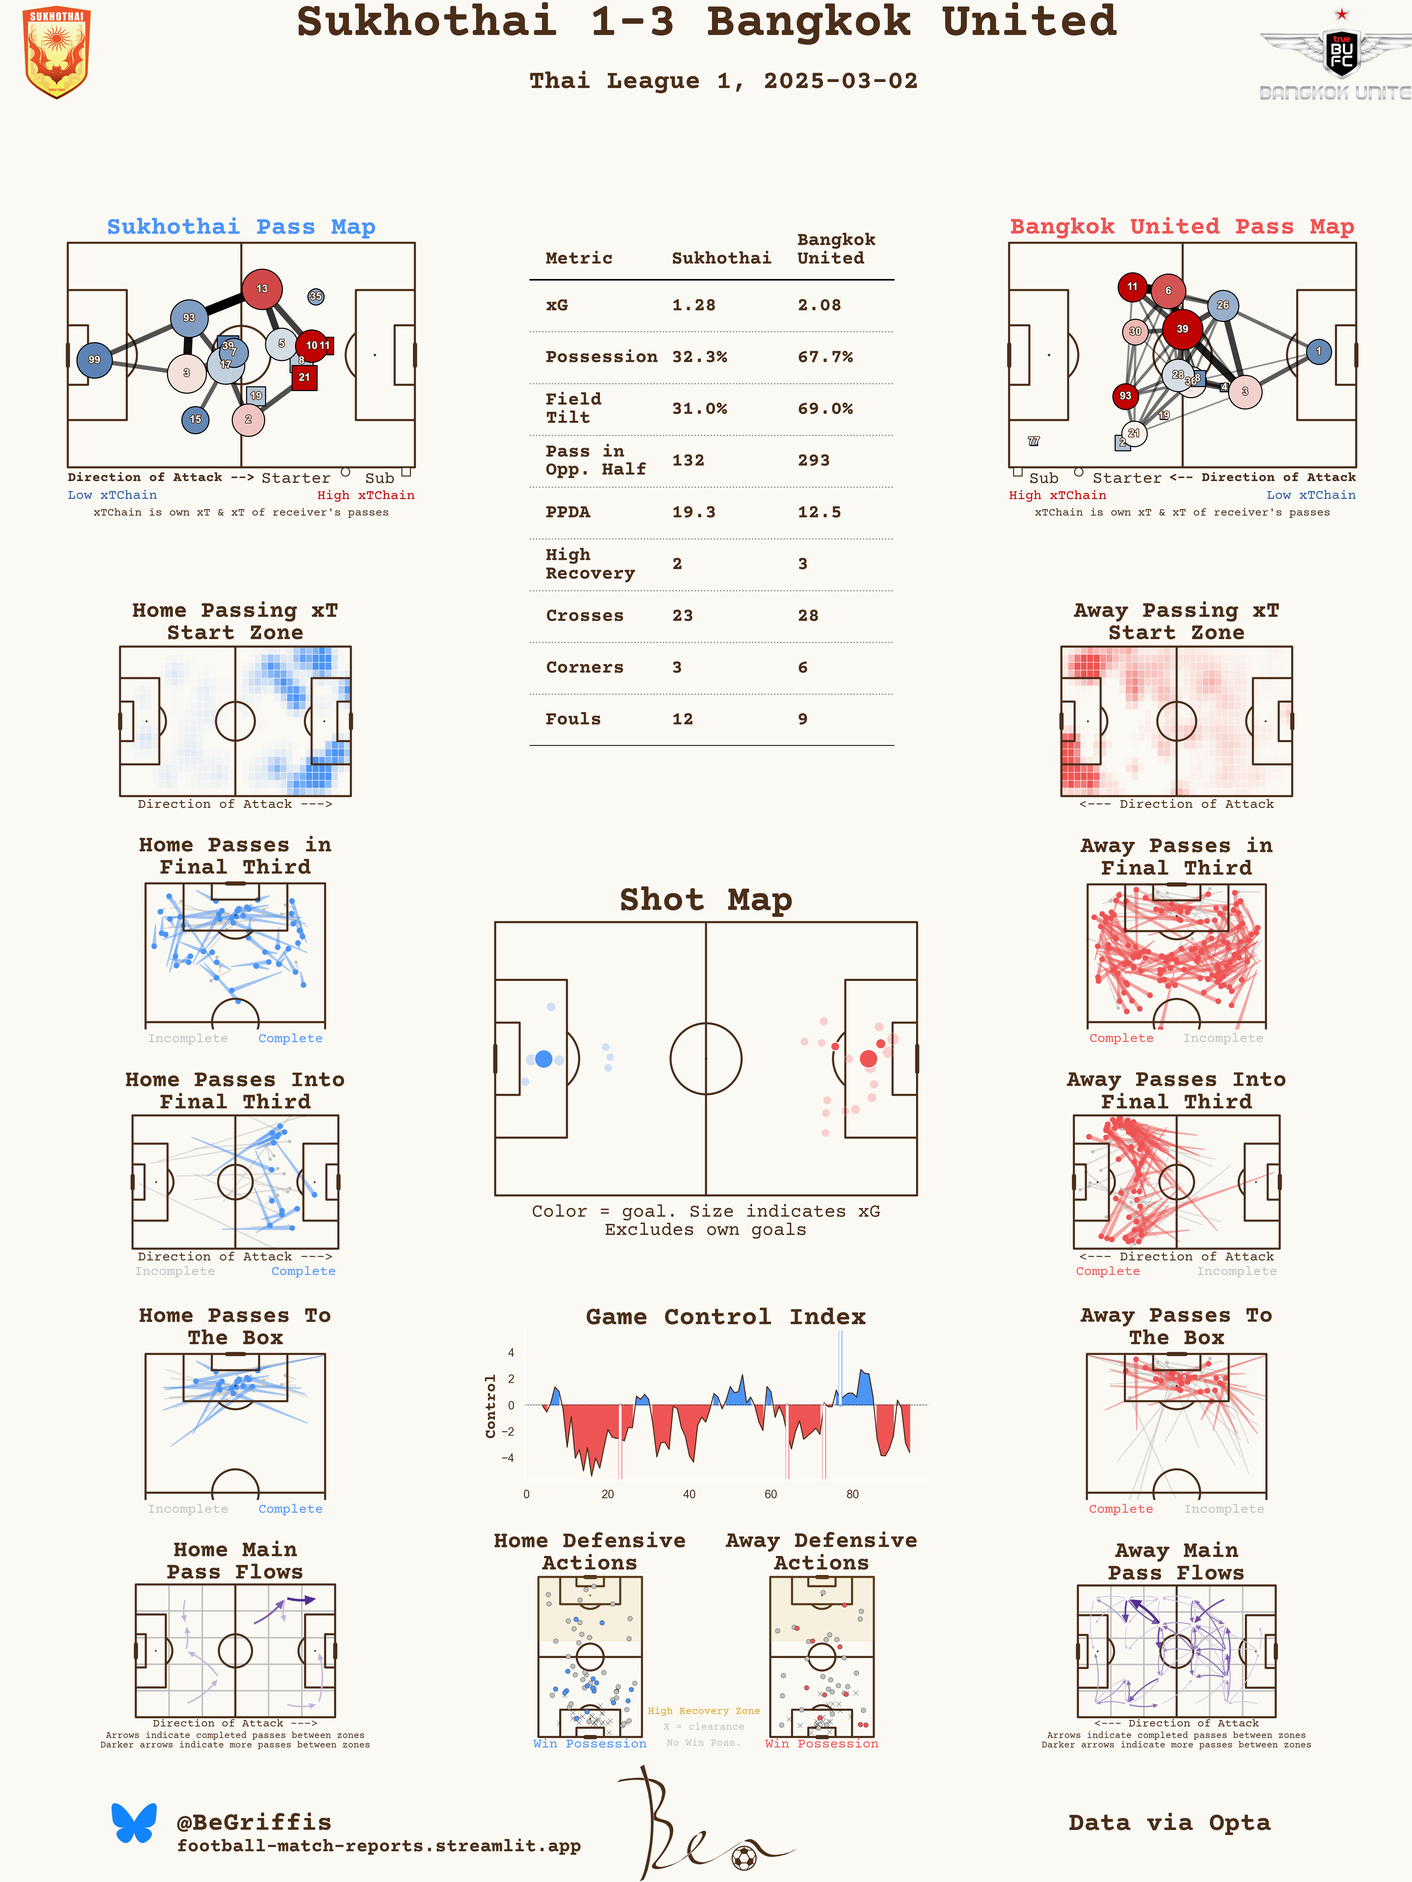 Sukhothai 1-3 Bangkok United
Thai League 1, 2025-03-02
SUKHOTHAI
true
BU
FC
BANGKOK UNITE
Sukhothai Pass Map
13
35
93
99
39
7
17
5
10
11
8
3
21
19
15
2
Direction of Attack --> Starter Sub
Low xTChain High xTChain
xTChain is own xT & xT of receiver's passes
Metric Sukhothai Bangkok United
xG 1.28 2.08
Possession 32.3% 67.7%
Field Tilt 31.0% 69.0%
Pass in Opp. Half 132 293
PPDA 19.3 12.5
High Recovery 2 3
Crosses 23 28
Corners 3 6
Fouls 12 9
Bangkok United Pass Map
11
6
26
30
39
1
28
8
4
3
93
19
21
2
77
Sub Starter <-- Direction of Attack
High xTChain Low xTChain
xTChain is own xT & xT of receiver's passes
Home Passing xT
Start Zone
Direction of Attack --->
Away Passing xT
Start Zone
<--- Direction of Attack
Home Passes in
Final Third
Incomplete Complete
Away Passes in
Final Third
Complete Incomplete
Shot Map
Color = goal. Size indicates xG
Excludes own goals
Home Passes Into
Final Third
Direction of Attack --->
Incomplete Complete
Away Passes Into
Final Third
<--- Direction of Attack
Complete Incomplete
Home Passes To
The Box
Incomplete Complete
Game Control Index
Control
4
2
0
−2
−4
0 20 40 60 80
Away Passes To
The Box
Complete Incomplete
Home Main
Pass Flows
Direction of Attack --->
Arrows indicate completed passes between zones
Darker arrows indicate more passes between zones
Home Defensive
Actions
Win Possession
High Recovery Zone
X = clearance
No Win Poss.
Away Defensive
Actions
Win Possession
Away Main
Pass Flows
<--- Direction of Attack
Arrows indicate completed passes between zones
Darker arrows indicate more passes between zones
@BeGriffis
football-match-reports.streamlit.app
Ben
Data via Opta